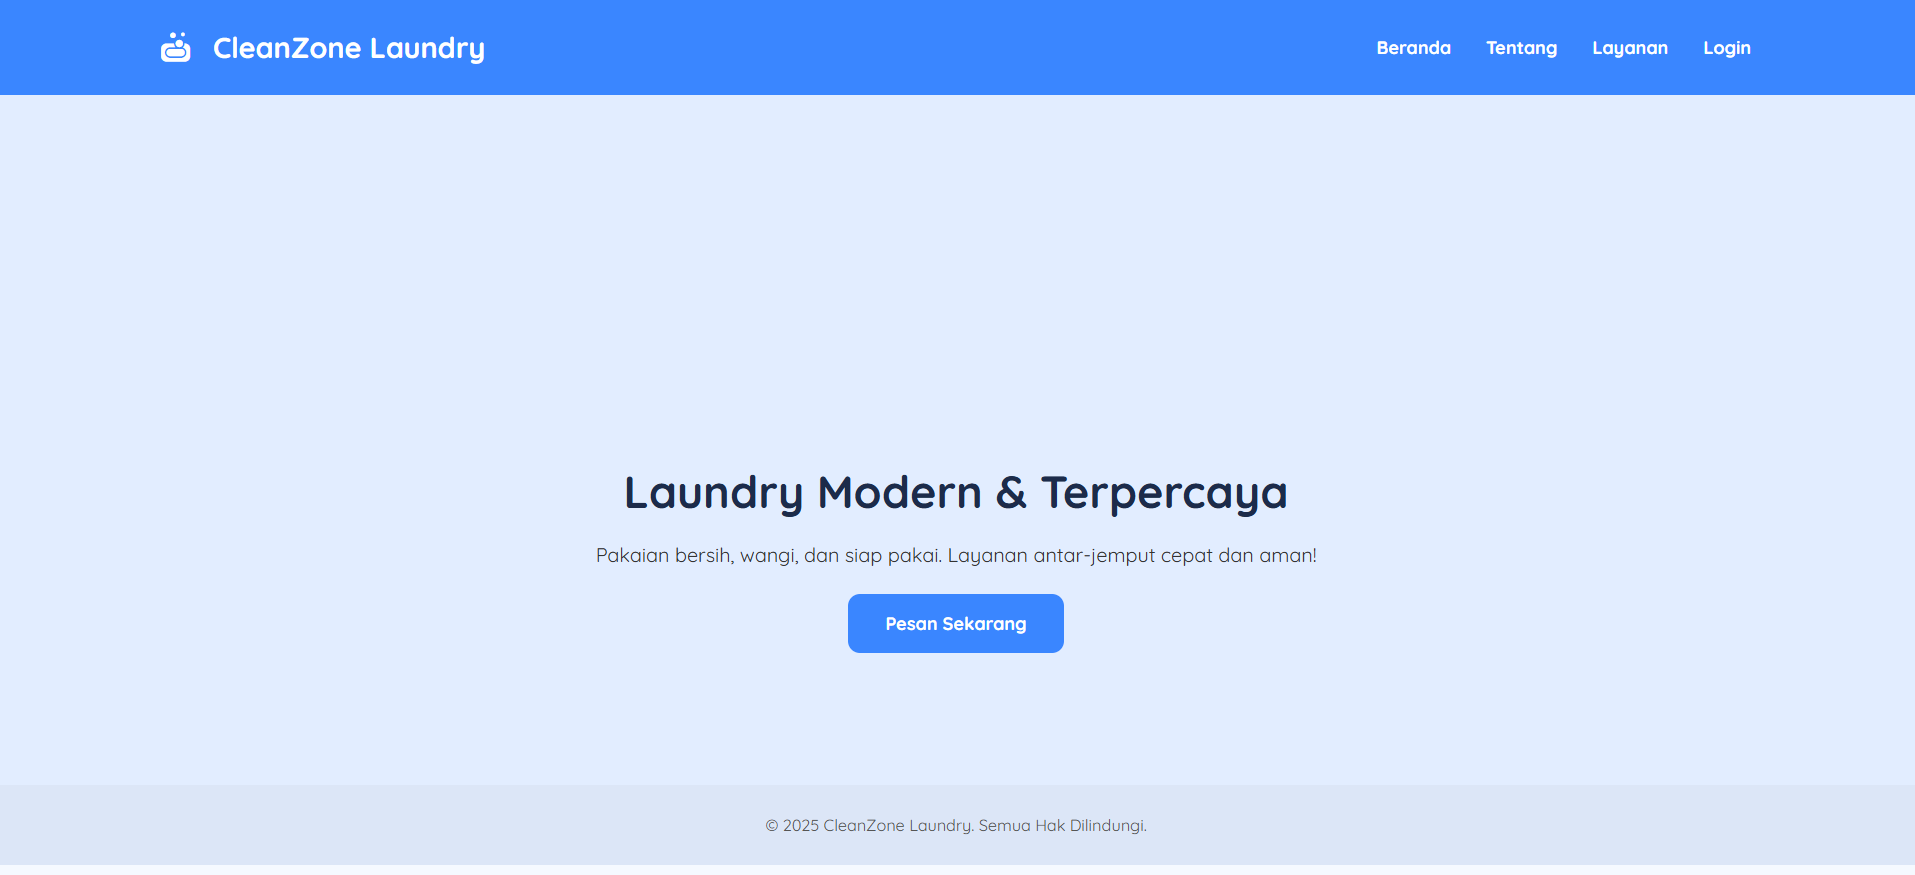 CleanZone Laundry
Beranda Tentang Layanan Login
Laundry Modern & Terpercaya
Pakaian bersih, wangi, dan siap pakai. Layanan antar-jemput cepat dan aman!
Pesan Sekarang
© 2025 CleanZone Laundry. Semua Hak Dilindungi.